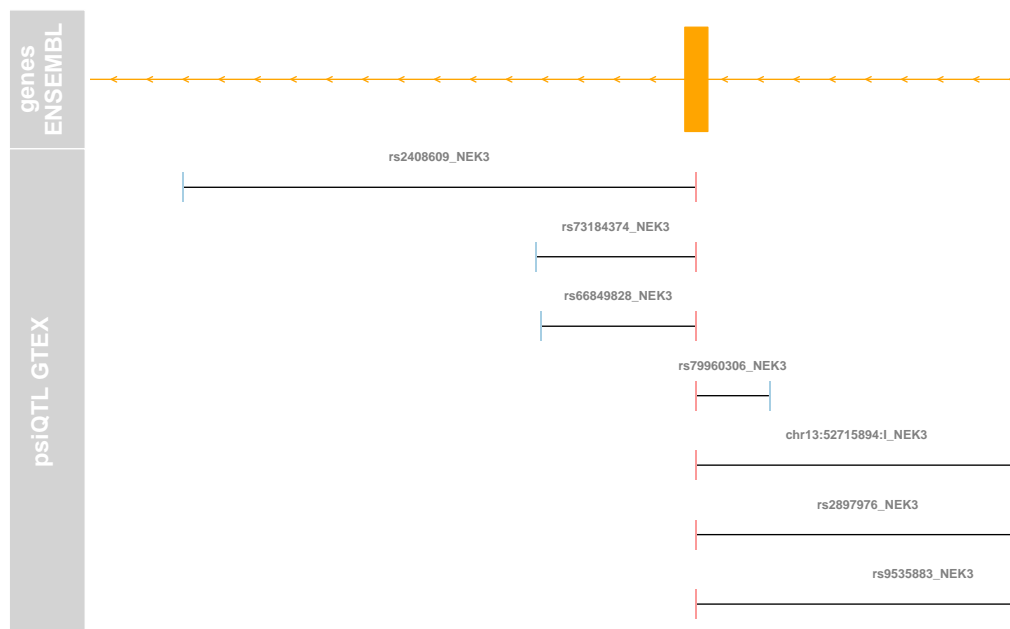 genes
ENSEMBL
rs2408609_NEK3
rs73184374_NEK3
rs66849828_NEK3
rs79960306_NEK3
chr13:52715894:I_NEK3
rs2897976_NEK3
rs9535883_NEK3
psiQTL GTEX